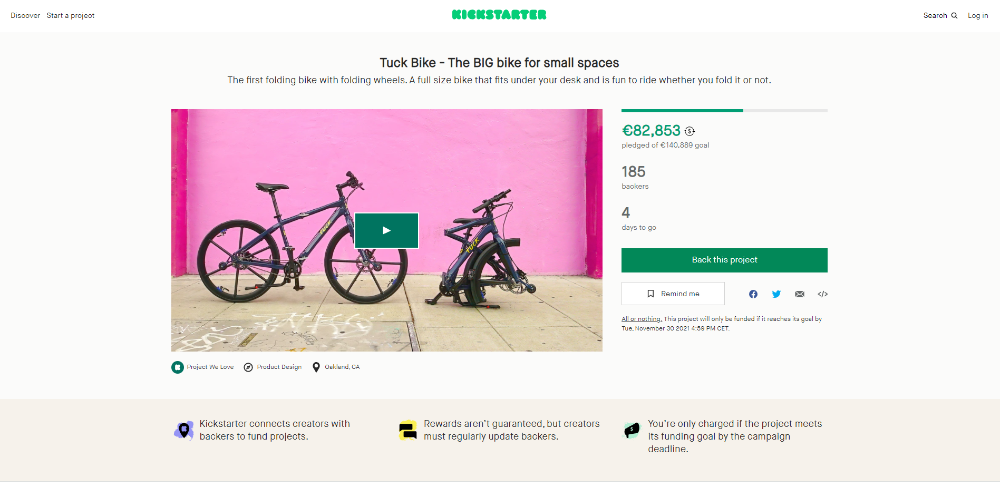 Discover Start a project KICKSTARTER Search Log in
Tuck Bike - The BIG bike for small spaces
The first folding bike with folding wheels. A full size bike that fits under your desk and is fun to ride whether you fold it or not.
TUCK
TUCK
€82,853
pledged of €140,889 goal
185
backers
4
days to go
Back this project
Remind me
All or nothing. This project will only be funded if it reaches its goal by
Tue, November 30 2021 4:59 PM CET.
Project We Love Product Design Oakland, CA
Kickstarter connects creators with
backers to fund projects.
Rewards aren’t guaranteed, but creators
must regularly update backers.
You’re only charged if the project meets
its funding goal by the campaign
deadline.